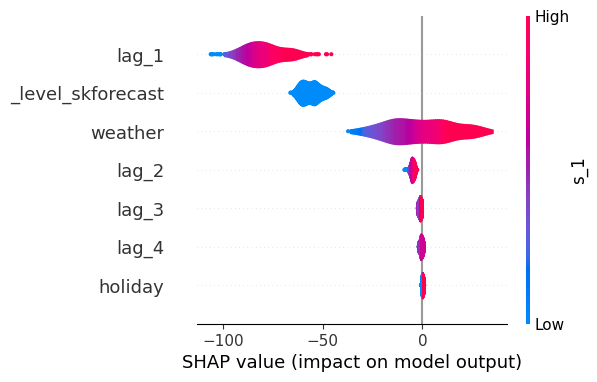 High
lag_1
_level_skforecast
weather
lag_2
lag_3
lag_4
holiday
s_1
Low
−100
−50
0
SHAP value (impact on model output)